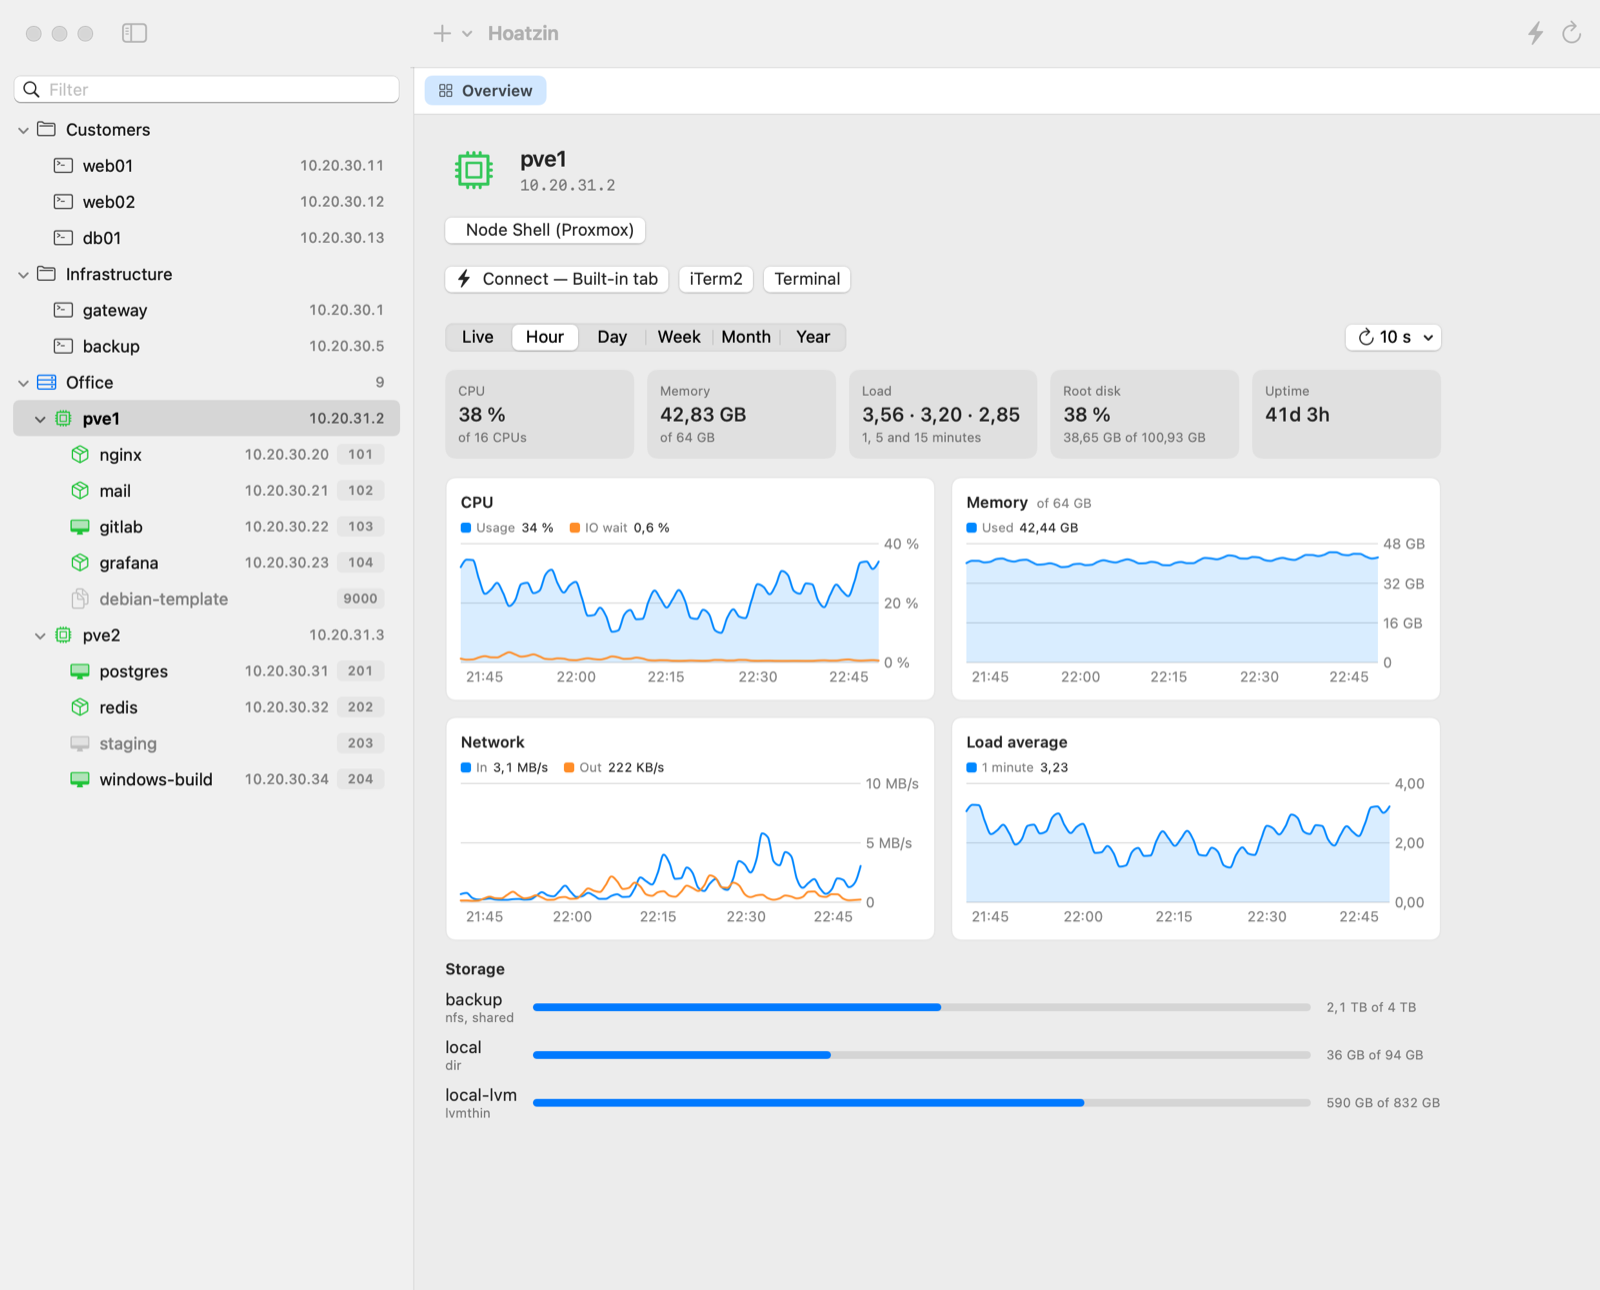 Hoatzin
Filter
Customers
web01 10.20.30.11
web02 10.20.30.12
db01 10.20.30.13
Infrastructure
gateway 10.20.30.1
backup 10.20.30.5
Office 9
pve1 10.20.31.2
nginx 10.20.30.20 101
mail 10.20.30.21 102
gitlab 10.20.30.22 103
grafana 10.20.30.23 104
debian-template 9000
pve2 10.20.31.3
postgres 10.20.30.31 201
redis 10.20.30.32 202
staging 203
windows-build 10.20.30.34 204
Overview
pve1
10.20.31.2
Node Shell (Proxmox)
Connect — Built-in tab iTerm2 Terminal
Live Hour Day Week Month Year 10 s
CPU
38 %
of 16 CPUs
Memory
42,83 GB
of 64 GB
Load
3,56 · 3,20 · 2,85
1, 5 and 15 minutes
Root disk
38 %
38,65 GB of 100,93 GB
Uptime
41d 3h
CPU
Usage 34 % IO wait 0,6 %
40 %
20 %
0 %
21:45 22:00 22:15 22:30 22:45
Memory of 64 GB
Used 42,44 GB
48 GB
32 GB
16 GB
0
21:45 22:00 22:15 22:30 22:45
Network
In 3,1 MB/s Out 222 KB/s
10 MB/s
5 MB/s
0
21:45 22:00 22:15 22:30 22:45
Load average
1 minute 3,23
4,00
2,00
0,00
21:45 22:00 22:15 22:30 22:45
Storage
backup
nfs, shared
2,1 TB of 4 TB
local
dir
36 GB of 94 GB
local-lvm
lvmthin
590 GB of 832 GB